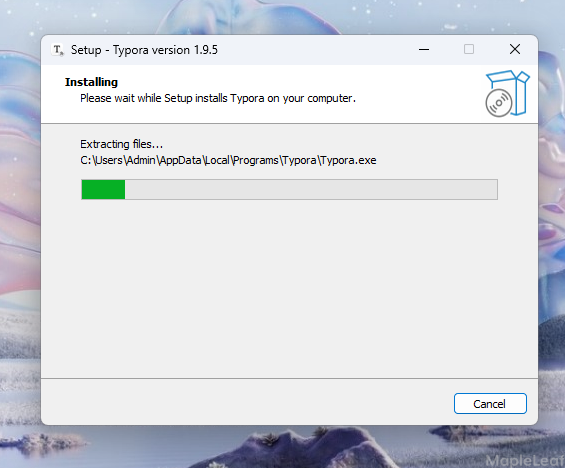 Setup - Typora version 1.9.5
Installing
Please wait while Setup installs Typora on your computer.
Extracting files...
C:\Users\Admin\AppData\Local\Programs\Typora\Typora.exe
Cancel
MapleLeaf